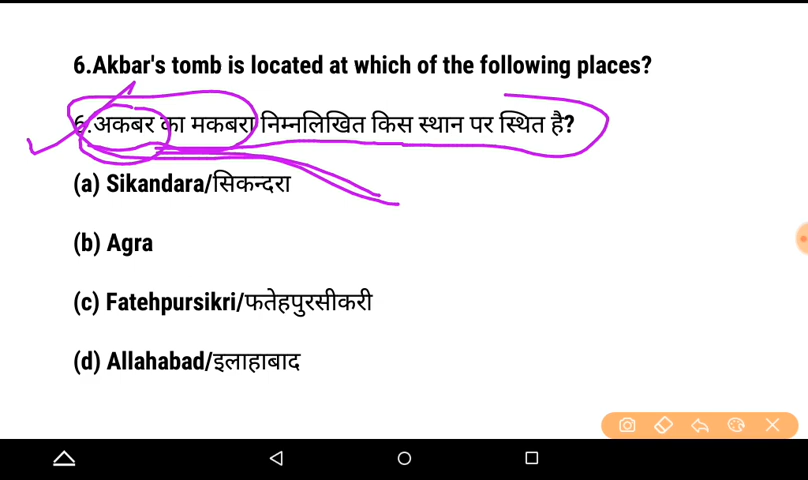 6.Akbar's tomb is located at which of the following places?
6.अकबर का मकबरा निम्नलिखित किस स्थान पर स्थित है?
(a) Sikandara/सिकन्दरा
(b) Agra
(c) Fatehpursikri/फतेहपुरसीकरी
(d) Allahabad/इलाहाबाद